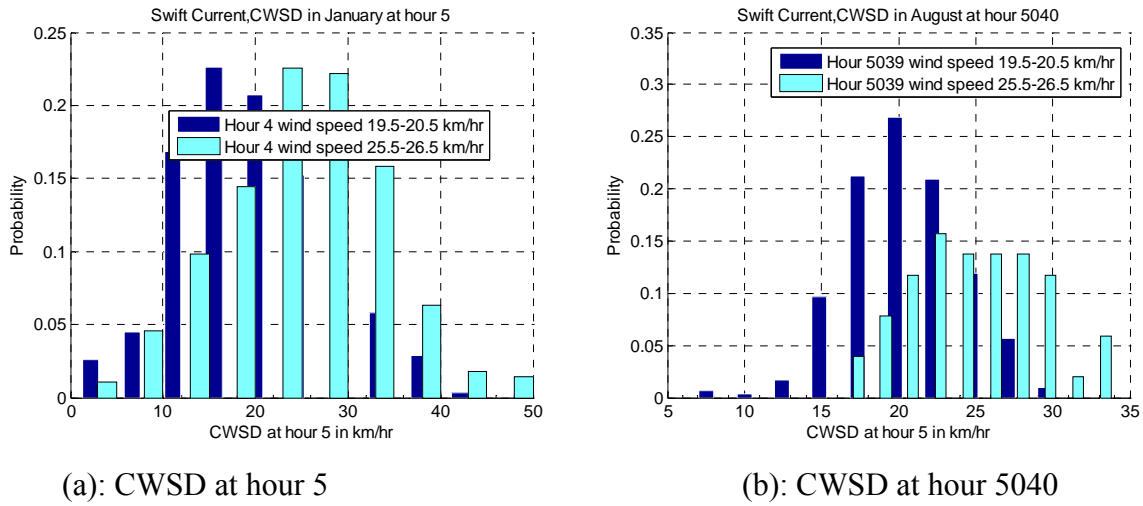 Swift Current,CWSD in January at hour 5
0.25
0.2
0.15
0.1
0.05
0
Probability
Hour 4 wind speed 19.5-20.5 km/hr
Hour 4 wind speed 25.5-26.5 km/hr
0 10 20 30 40 50
CWSD at hour 5 in km/hr
(a): CWSD at hour 5
Swift Current,CWSD in August at hour 5040
0.35
0.3
0.25
0.2
0.15
0.1
0.05
0
Probability
Hour 5039 wind speed 19.5-20.5 km/hr
Hour 5039 wind speed 25.5-26.5 km/hr
5 10 15 20 25 30 35
CWSD at hour 5 in km/hr
(b): CWSD at hour 5040